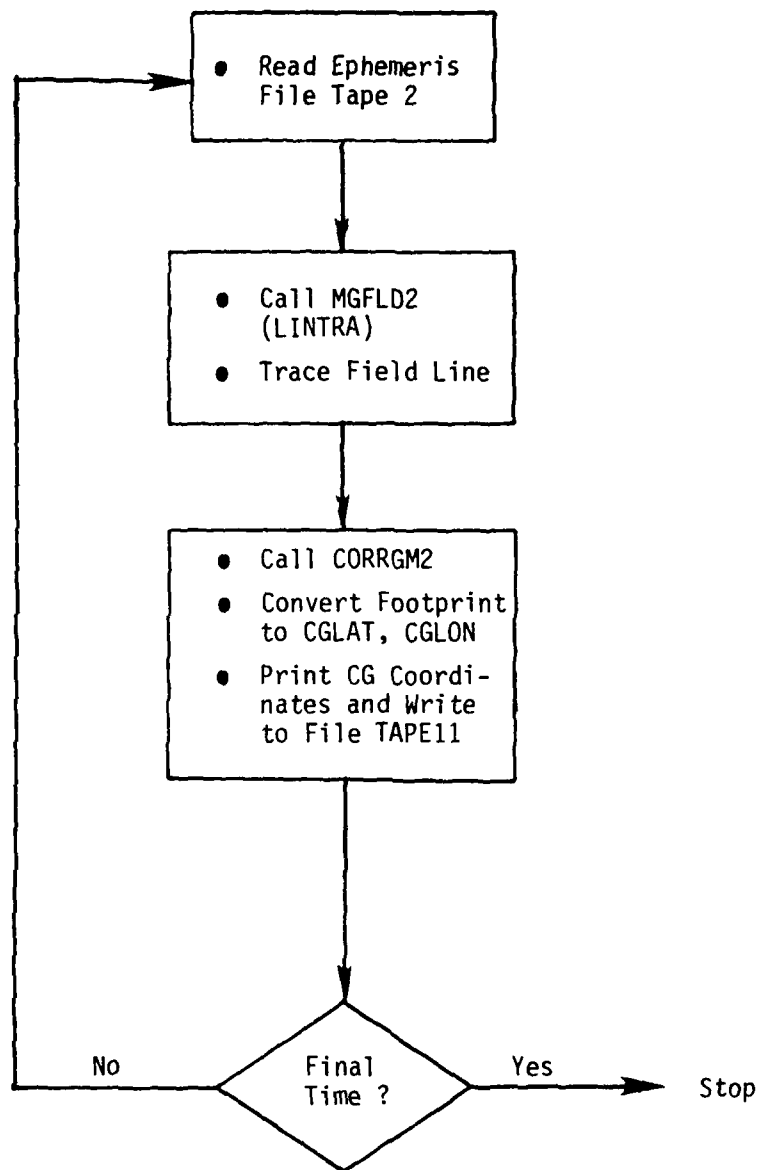 ● Read Ephemeris
File Tape 2
● Call MGFLD2
(LINTRA)
● Trace Field Line
● Call CORRGM2
● Convert Footprint
to CGLAT, CGLON
● Print CG Coordi-
nates and Write
to File TAPE11
No
Final
Time ?
Yes
Stop